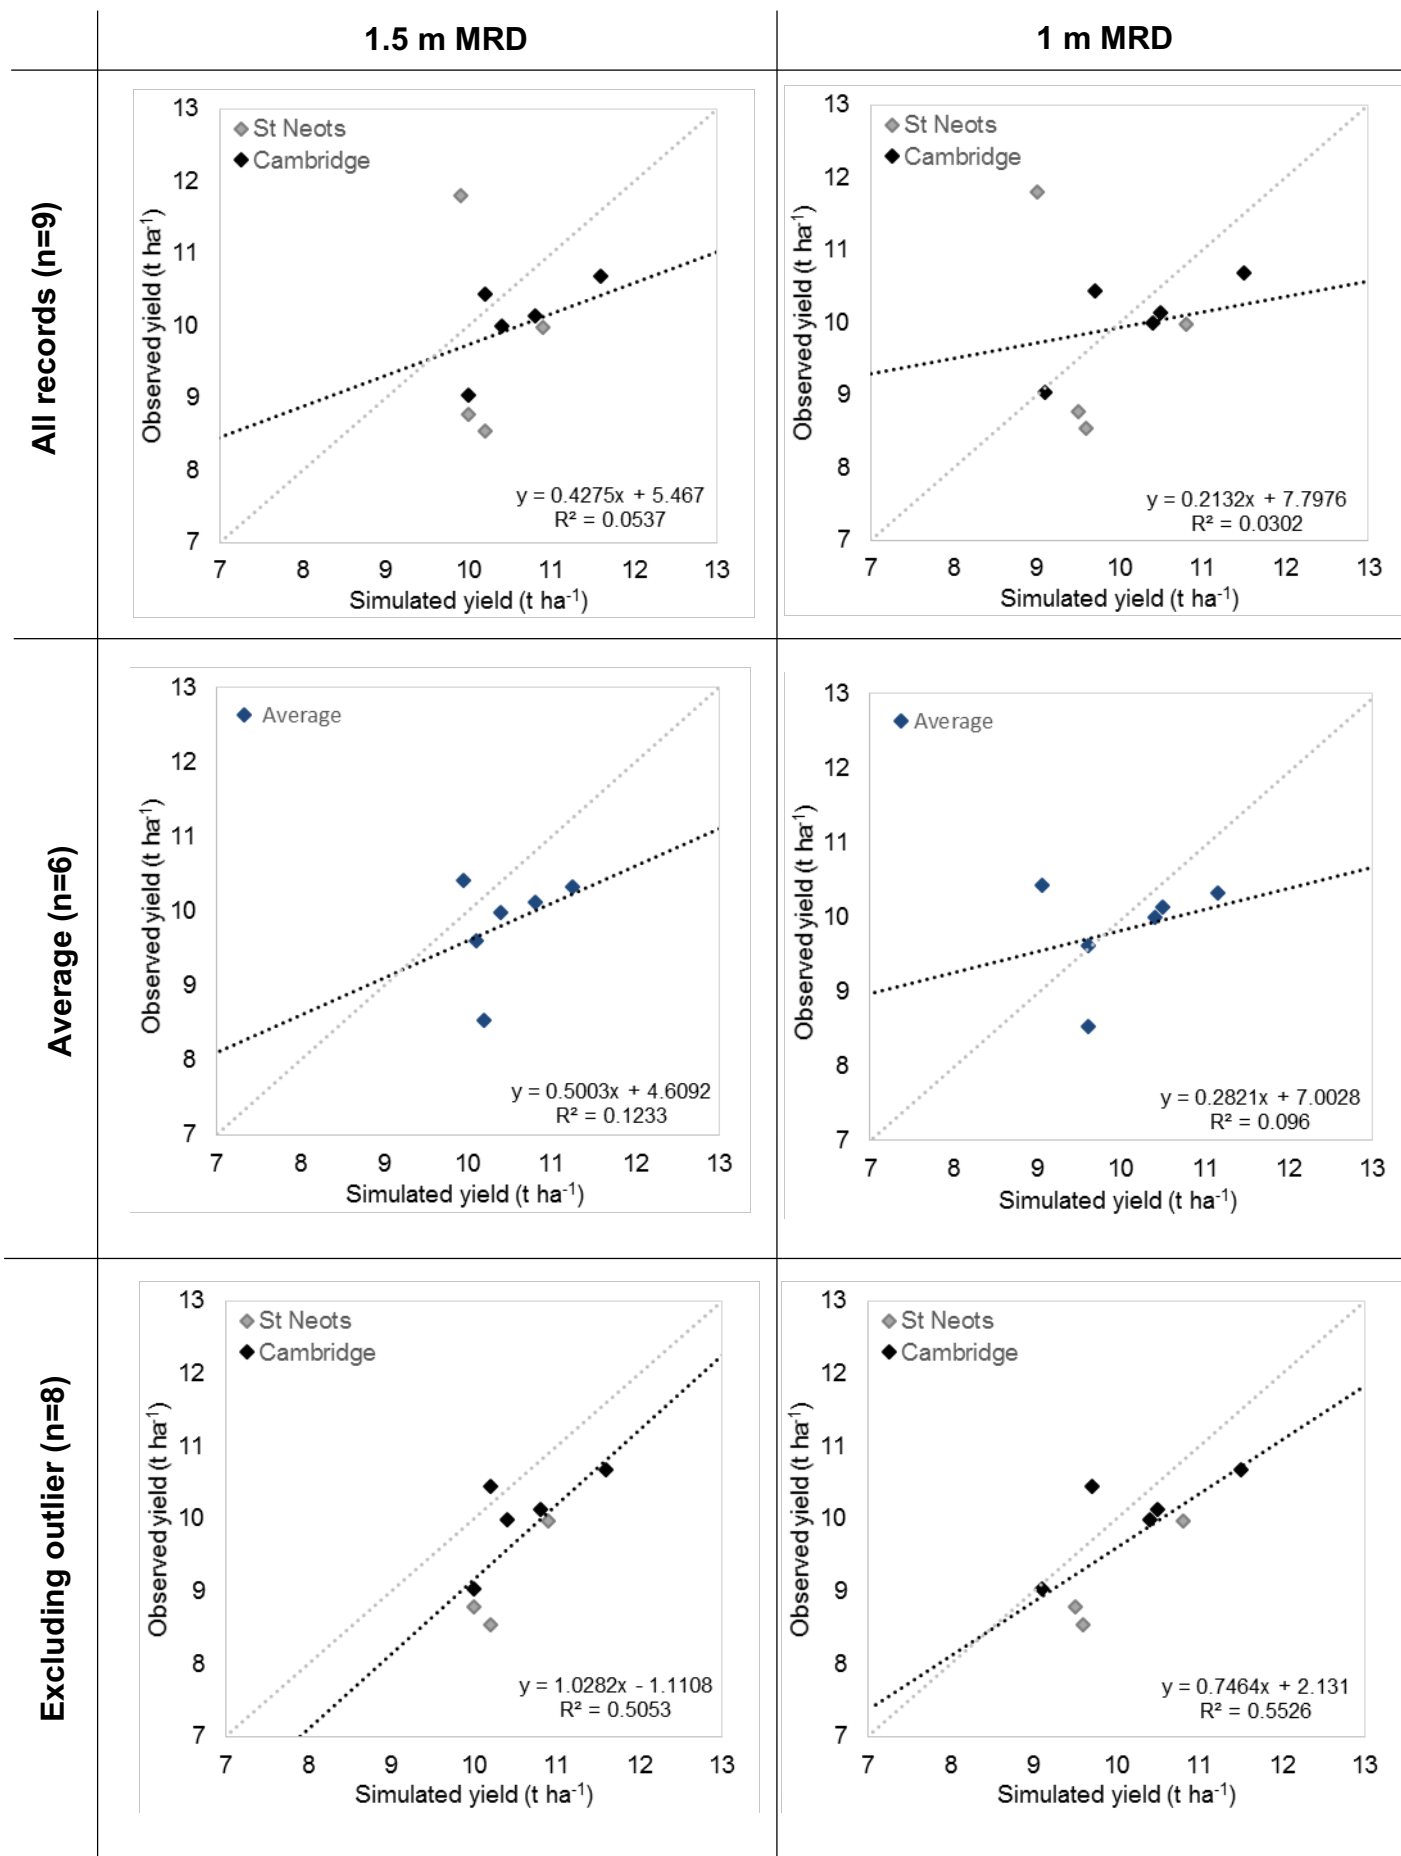 1.5 m MRD
1 m MRD
All records (n=9)
13
12
11
10
9
8
7
St Neots
Cambridge
Observed yield (t ha-1)
y = 0.4275x + 5.467
R² = 0.0537
7 8 9 10 11 12 13
Simulated yield (t ha-1)
13
12
11
10
9
8
7
St Neots
Cambridge
Observed yield (t ha-1)
y = 0.2132x + 7.7976
R² = 0.0302
7 8 9 10 11 12 13
Simulated yield (t ha-1)
Average (n=6)
13
12
11
10
9
8
7
Average
Observed yield (t ha-1)
y = 0.5003x + 4.6092
R² = 0.1233
7 8 9 10 11 12 13
Simulated yield (t ha-1)
13
12
11
10
9
8
7
Average
Observed yield (t ha-1)
y = 0.2821x + 7.0028
R² = 0.096
7 8 9 10 11 12 13
Simulated yield (t ha-1)
Excluding outlier (n=8)
13
12
11
10
9
8
7
St Neots
Cambridge
Observed yield (t ha-1)
y = 1.0282x - 1.1108
R² = 0.5053
7 8 9 10 11 12 13
Simulated yield (t ha-1)
13
12
11
10
9
8
7
St Neots
Cambridge
Observed yield (t ha-1)
y = 0.7464x + 2.131
R² = 0.5526
7 8 9 10 11 12 13
Simulated yield (t ha-1)